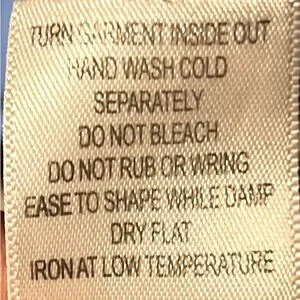 TURN GARMENT INSIDE OUT
HAND WASH COLD
SEPARATELY
DO NOT BLEACH
DO NOT RUB OR WRING
EASE TO SHAPE WHILE DAMP
DRY FLAT
IRON AT LOW TEMPERATURE